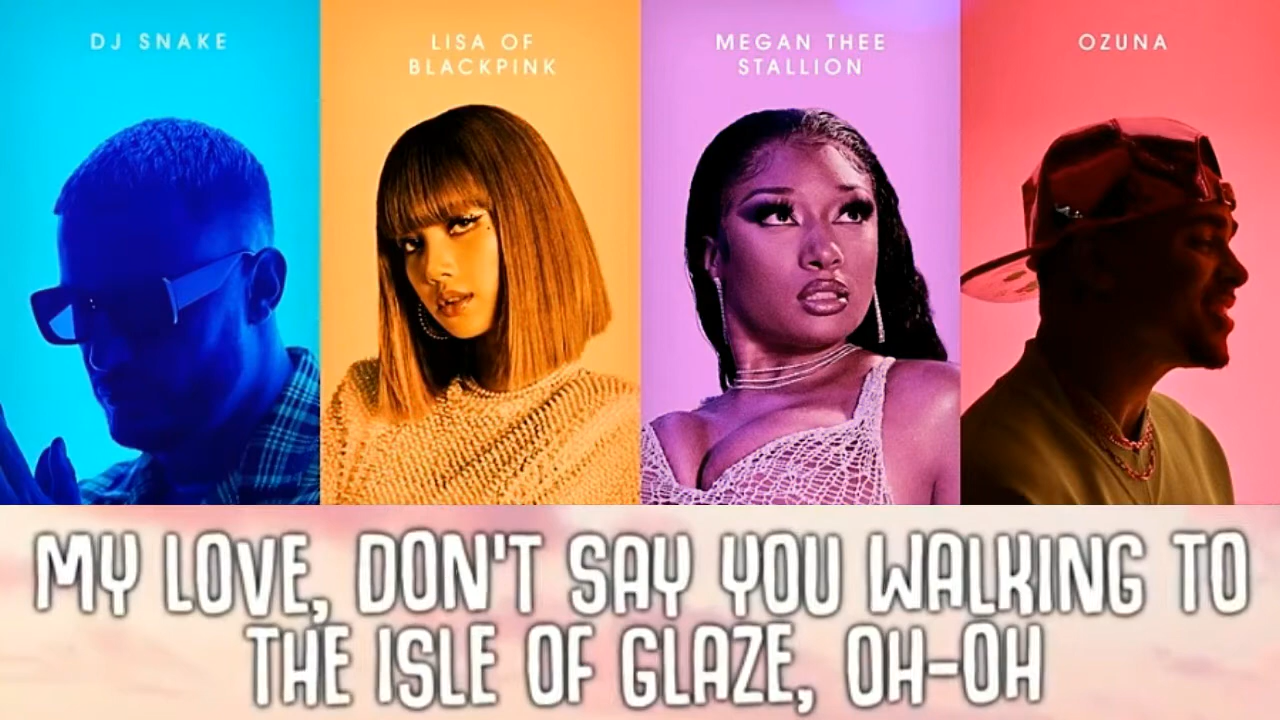 DJ SNAKE
LISA OF
BLACKPINK
MEGAN THEE
STALLION
OZUNA
MY LOVE, DON'T SAY YOU WALKING TO
THE ISLE OF GLAZE, OH-OH